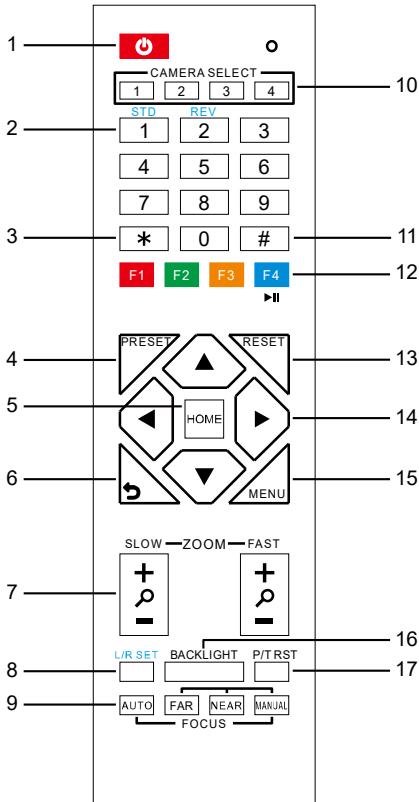 1
CAMERA SELECT
10
1 2 3 4
STD REV
2
1 2 3
4 5 6
7 8 9
3
* 0 #
11
F1 F2 F3 F4
12
4
PRESET RESET
13
5
HOME
14
6
MENU
15
SLOW ZOOM FAST
+ +
7
- -
16
L/R SET BACKLIGHT P/T RST
8
17
9
AUTO FAR NEAR MANUAL
FOCUS